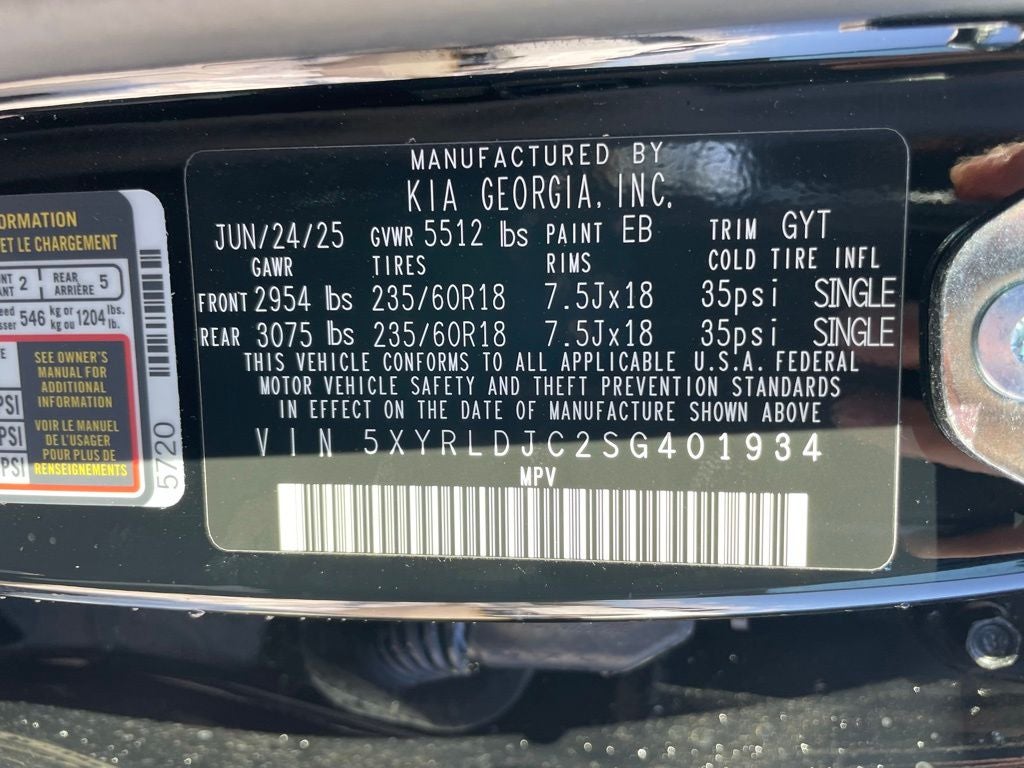 MANUFACTURED BY
KIA GEORGIA, INC.
JUN/24/25 GVWR 5512 lbs PAINT EB TRIM GYT
GAWR TIRES RIMS COLD TIRE INFL
FRONT 2954 lbs 235/60R18 7.5Jx18 35psi SINGLE
REAR 3075 lbs 235/60R18 7.5Jx18 35psi SINGLE
THIS VEHICLE CONFORMS TO ALL APPLICABLE U.S.A. FEDERAL
MOTOR VEHICLE SAFETY AND THEFT PREVENTION STANDARDS
IN EFFECT ON THE DATE OF MANUFACTURE SHOWN ABOVE
VIN 5XYRLDJC2SG401934
MPV
ORMATION
ET LE CHARGEMENT
2 REAR
ARRIÈRE 5
546 kg or
kg ou 1204 lbs.
lb.
SEE OWNER'S
MANUAL FOR
ADDITIONAL
INFORMATION
PSI
VOIR LE MANUEL
DE L'USAGER
POUR PLUS DE
RENSEIGNEMENTS
PSI
PSI
5720